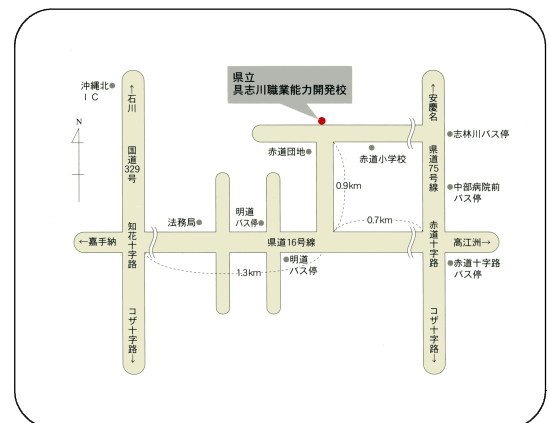 県立
具志川職業能力開発校
沖縄北
IC
←石川
←安慶名
N
国道329号
県道75号線
志林川バス停
赤道団地
赤道小学校
0.9km
中部病院前
バス停
法務局
明道
バス停
0.7km
知花十字路
赤道十字路
←嘉手納
県道16号線
高江洲→
明道
バス停
赤道十字路
バス停
1.3km
コザ十字路→
コザ十字路→